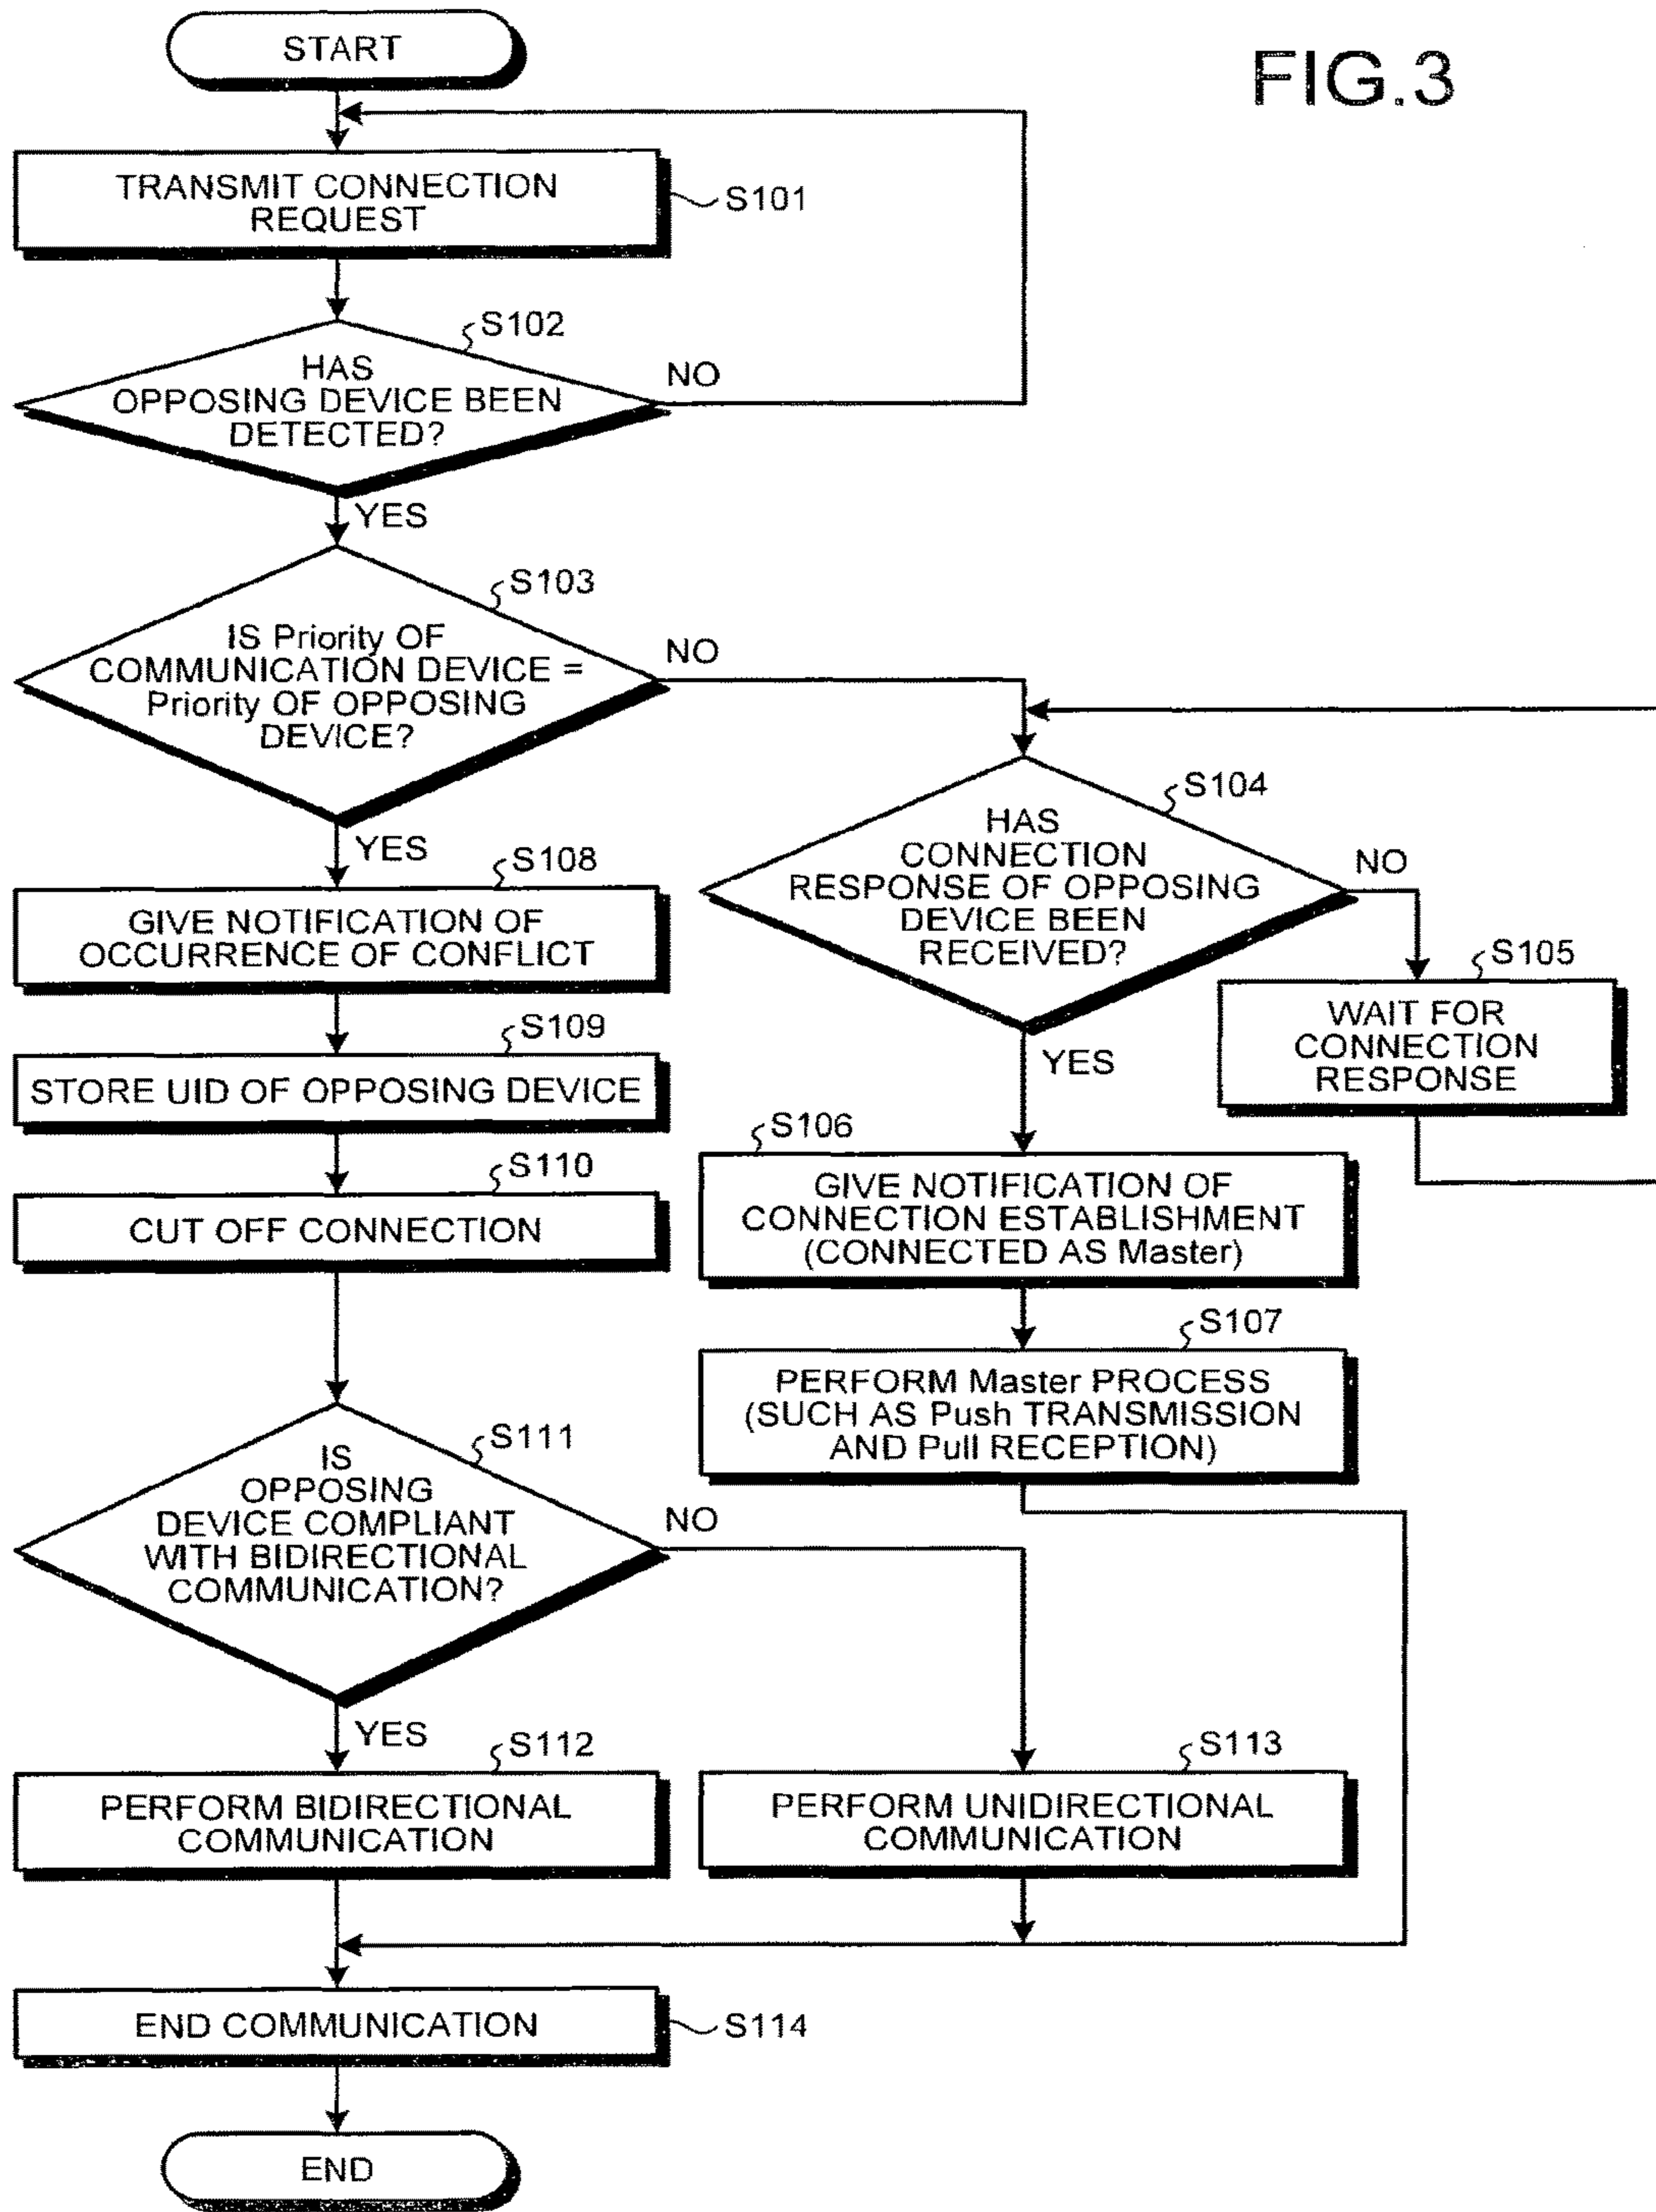 START
FIG.3
TRANSMIT CONNECTION
REQUEST
S101
S102
HAS
OPPOSING DEVICE BEEN
DETECTED?
NO
YES
S103
IS Priority OF
COMMUNICATION DEVICE =
Priority OF OPPOSING
DEVICE?
NO
YES
S104
HAS
CONNECTION
RESPONSE OF OPPOSING
DEVICE BEEN
RECEIVED?
NO
YES
S105
WAIT FOR
CONNECTION
RESPONSE
S108
GIVE NOTIFICATION OF
OCCURRENCE OF CONFLICT
S109
STORE UID OF OPPOSING DEVICE
S106
GIVE NOTIFICATION OF
CONNECTION ESTABLISHMENT
(CONNECTED AS Master)
S110
CUT OFF CONNECTION
S107
PERFORM Master PROCESS
(SUCH AS Push TRANSMISSION
AND Pull RECEPTION)
S111
IS
OPPOSING
DEVICE COMPLIANT
WITH BIDIRECTIONAL
COMMUNICATION?
NO
YES
S112
PERFORM BIDIRECTIONAL
COMMUNICATION
S113
PERFORM UNIDIRECTIONAL
COMMUNICATION
END COMMUNICATION
S114
END